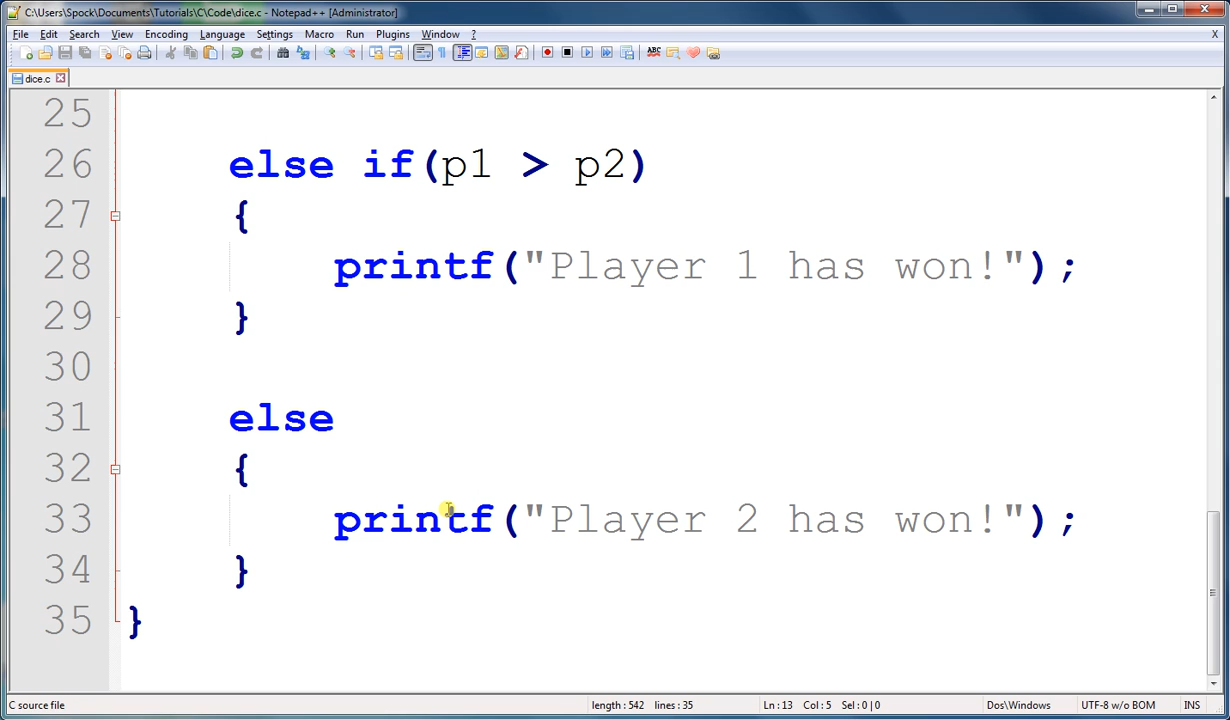 C:\Users\Spock\Documents\Tutorials\C\Code\dice.c - Notepad++ [Administrator]
File Edit Search View Encoding Language Settings Macro Run Plugins Window ? X
ABC
dice.c
25
26 else if(p1 > p2)
27 {
28 printf("Player 1 has won!");
29 }
30
31 else
32 {
33 printf("Player 2 has won!");
34 }
35 }
C source file length : 542 lines : 35 Ln : 13 Col : 5 Sel : 0 | 0 Dos\Windows UTF-8 w/o BOM INS